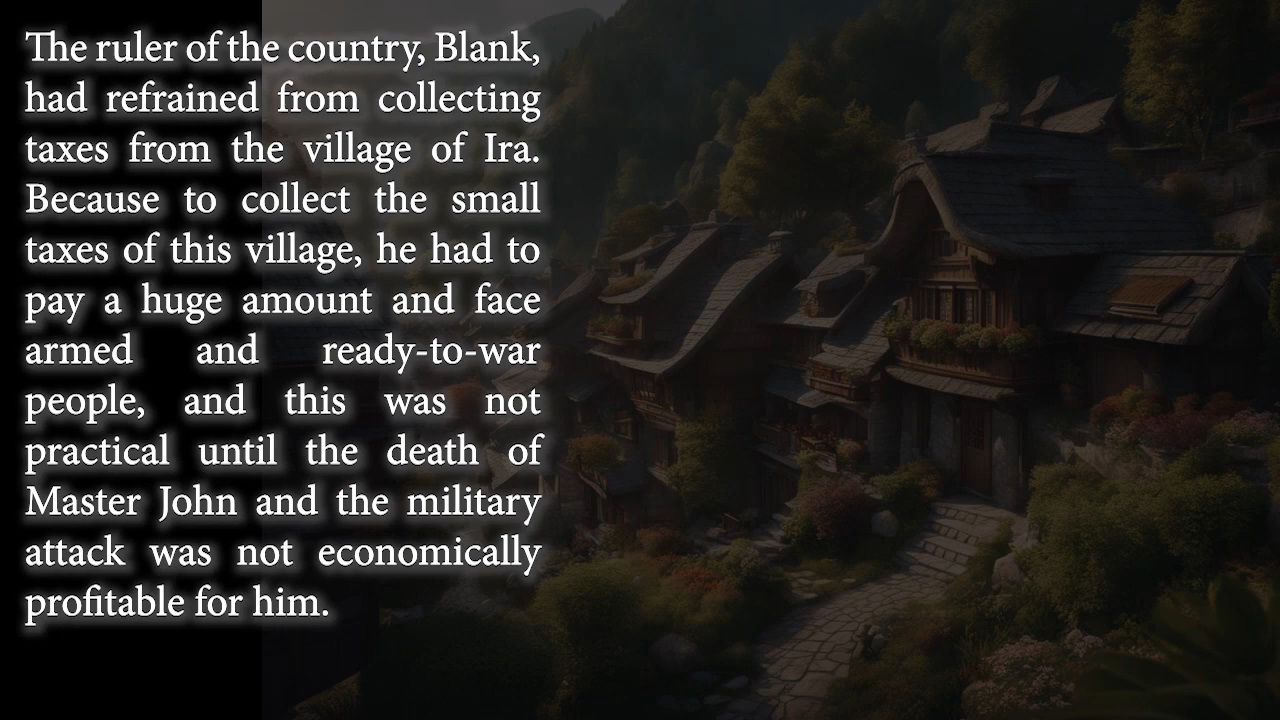 The ruler of the country, Blank,
had refrained from collecting
taxes from the village of Ira.
Because to collect the small
taxes of this village, he had to
pay a huge amount and face
armed and ready-to-war
people, and this was not
practical until the death of
Master John and the military
attack was not economically
profitable for him.